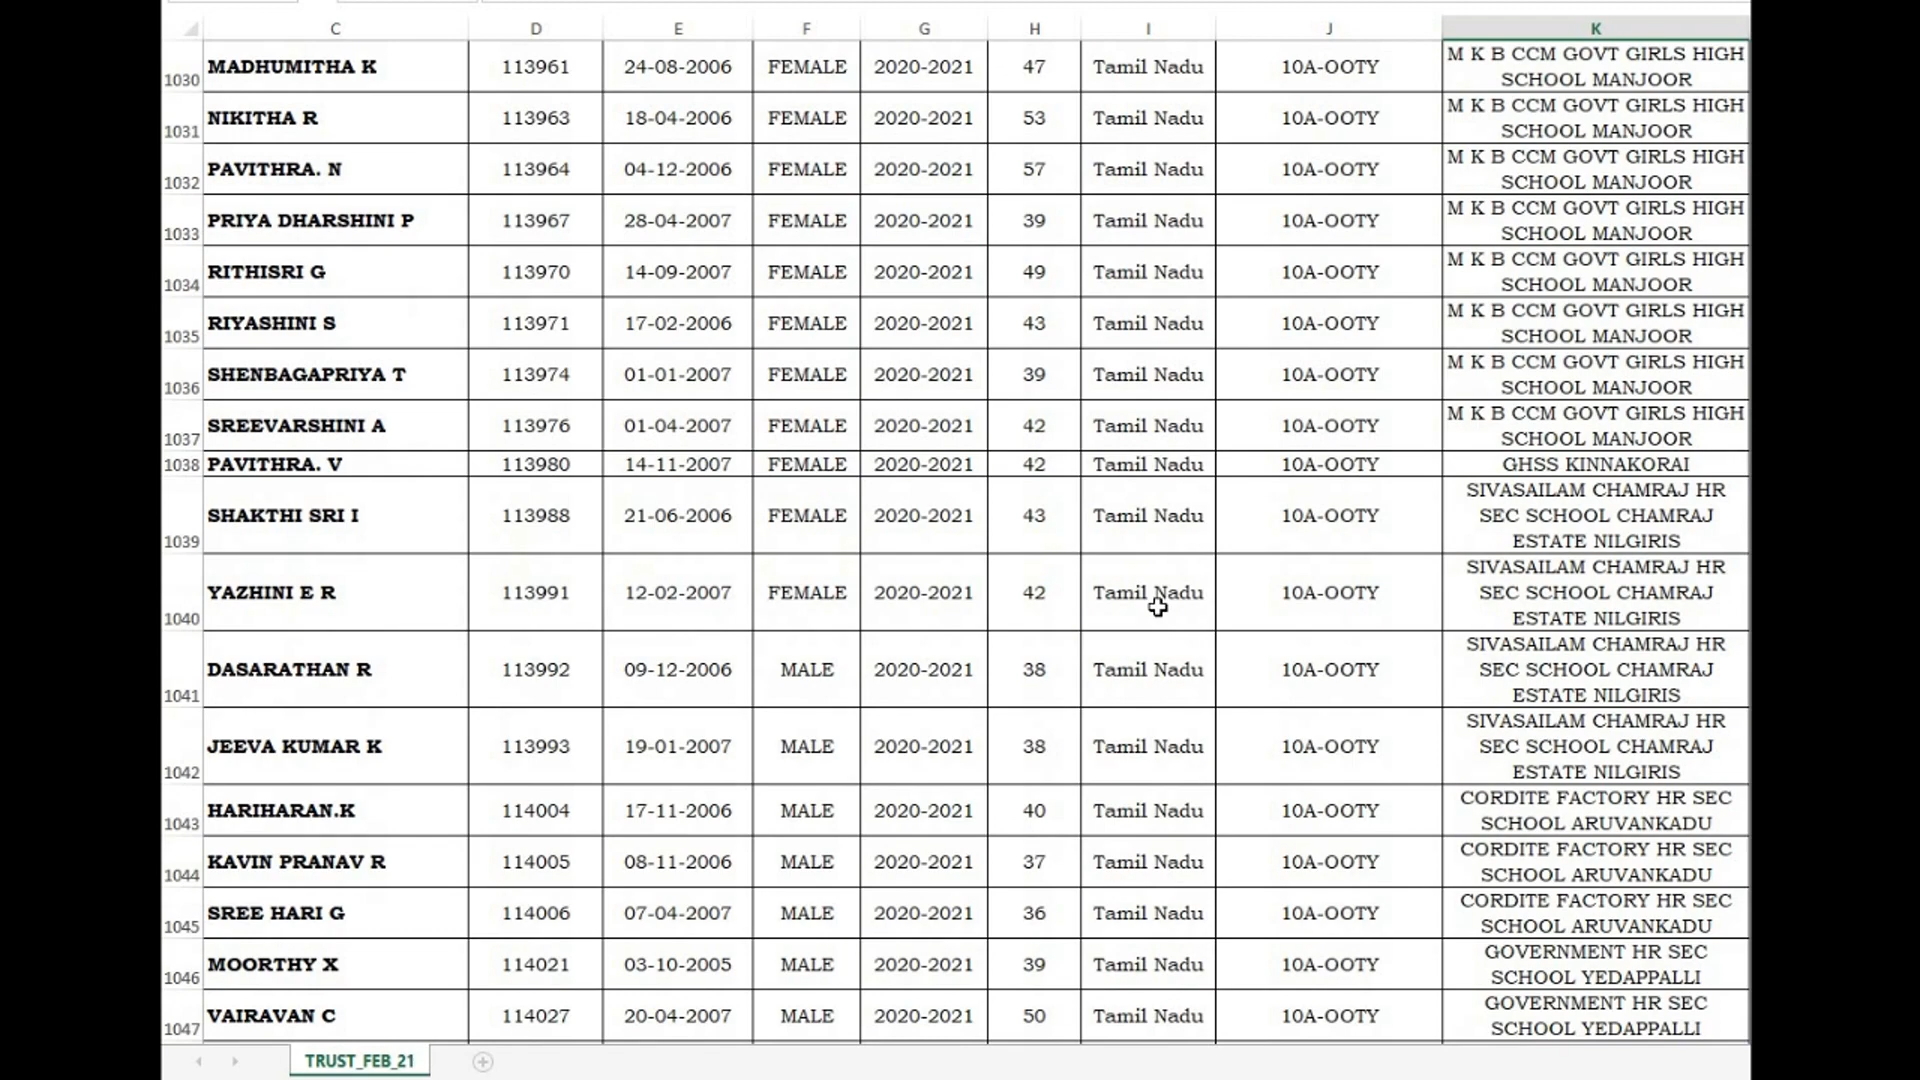 C D E F G H I J K
1030 MADHUMITHA K 113961 24-08-2006 FEMALE 2020-2021 47 Tamil Nadu 10A-OOTY M K B CCM GOVT GIRLS HIGH
SCHOOL MANJOOR
1031 NIKITHA R 113963 18-04-2006 FEMALE 2020-2021 53 Tamil Nadu 10A-OOTY M K B CCM GOVT GIRLS HIGH
SCHOOL MANJOOR
1032 PAVITHRA. N 113964 04-12-2006 FEMALE 2020-2021 57 Tamil Nadu 10A-OOTY M K B CCM GOVT GIRLS HIGH
SCHOOL MANJOOR
1033 PRIYA DHARSHINI P 113967 28-04-2007 FEMALE 2020-2021 39 Tamil Nadu 10A-OOTY M K B CCM GOVT GIRLS HIGH
SCHOOL MANJOOR
1034 RITHISRI G 113970 14-09-2007 FEMALE 2020-2021 49 Tamil Nadu 10A-OOTY M K B CCM GOVT GIRLS HIGH
SCHOOL MANJOOR
1035 RIYASHINI S 113971 17-02-2006 FEMALE 2020-2021 43 Tamil Nadu 10A-OOTY M K B CCM GOVT GIRLS HIGH
SCHOOL MANJOOR
1036 SHENBAGAPRIYA T 113974 01-01-2007 FEMALE 2020-2021 39 Tamil Nadu 10A-OOTY M K B CCM GOVT GIRLS HIGH
SCHOOL MANJOOR
1037 SREEVARSHINI A 113976 01-04-2007 FEMALE 2020-2021 42 Tamil Nadu 10A-OOTY M K B CCM GOVT GIRLS HIGH
SCHOOL MANJOOR
1038 PAVITHRA. V 113980 14-11-2007 FEMALE 2020-2021 42 Tamil Nadu 10A-OOTY GHSS KINNAKORAI
1039 SHAKTHI SRI I 113988 21-06-2006 FEMALE 2020-2021 43 Tamil Nadu 10A-OOTY SIVASAILAM CHAMRAJ HR
SEC SCHOOL CHAMRAJ
ESTATE NILGIRIS
1040 YAZHINI E R 113991 12-02-2007 FEMALE 2020-2021 42 Tamil Nadu 10A-OOTY SIVASAILAM CHAMRAJ HR
SEC SCHOOL CHAMRAJ
ESTATE NILGIRIS
1041 DASARATHAN R 113992 09-12-2006 MALE 2020-2021 38 Tamil Nadu 10A-OOTY SIVASAILAM CHAMRAJ HR
SEC SCHOOL CHAMRAJ
ESTATE NILGIRIS
1042 JEEVA KUMAR K 113993 19-01-2007 MALE 2020-2021 38 Tamil Nadu 10A-OOTY SIVASAILAM CHAMRAJ HR
SEC SCHOOL CHAMRAJ
ESTATE NILGIRIS
1043 HARIHARAN.K 114004 17-11-2006 MALE 2020-2021 40 Tamil Nadu 10A-OOTY CORDITE FACTORY HR SEC
SCHOOL ARUVANKADU
1044 KAVIN PRANAV R 114005 08-11-2006 MALE 2020-2021 37 Tamil Nadu 10A-OOTY CORDITE FACTORY HR SEC
SCHOOL ARUVANKADU
1045 SREE HARI G 114006 07-04-2007 MALE 2020-2021 36 Tamil Nadu 10A-OOTY CORDITE FACTORY HR SEC
SCHOOL ARUVANKADU
1046 MOORTHY X 114021 03-10-2005 MALE 2020-2021 39 Tamil Nadu 10A-OOTY GOVERNMENT HR SEC
SCHOOL YEDAPPALLI
1047 VAIRAVAN C 114027 20-04-2007 MALE 2020-2021 50 Tamil Nadu 10A-OOTY GOVERNMENT HR SEC
SCHOOL YEDAPPALLI
TRUST_FEB_21